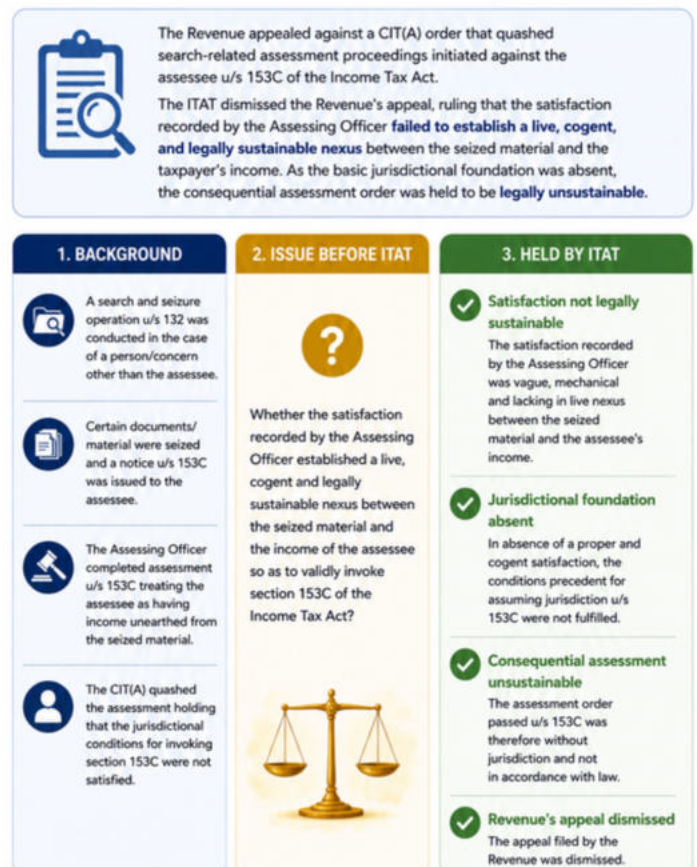 The Revenue appealed against a CIT(A) order that quashed
search-related assessment proceedings initiated against the
assessee u/s 153C of the Income Tax Act.
The ITAT dismissed the Revenue's appeal, ruling that the satisfaction
recorded by the Assessing Officer failed to establish a live, cogent,
and legally sustainable nexus between the seized material and the
taxpayer's income. As the basic jurisdictional foundation was absent,
the consequential assessment order was held to be legally unsustainable.
1. BACKGROUND
A search and seizure
operation u/s 132 was
conducted in the case
of a person/concern
other than the assessee.
Certain documents/
material were seized
and a notice u/s 153C
was issued to the
assessee.
The Assessing Officer
completed assessment
u/s 153C treating the
assessee as having
income unearthed from
the seized material.
The CIT(A) quashed
the assessment holding
that the jurisdictional
conditions for invoking
section 153C were not
satisfied.
2. ISSUE BEFORE ITAT
?
Whether the satisfaction
recorded by the Assessing
Officer established a live,
cogent and legally
sustainable nexus between
the seized material and
the income of the assessee
so as to validly invoke
section 153C of the
Income Tax Act?
3. HELD BY ITAT
Satisfaction not legally
sustainable
The satisfaction recorded
by the Assessing Officer
was vague, mechanical
and lacking in live nexus
between the seized
material and the assessee's
income.
Jurisdictional foundation
absent
In absence of a proper and
cogent satisfaction, the
conditions precedent for
assuming jurisdiction u/s
153C were not fulfilled.
Consequential assessment
unsustainable
The assessment order
passed u/s 153C was
therefore without
jurisdiction and not
in accordance with law.
Revenue's appeal dismissed
The appeal filed by the
Revenue was dismissed.